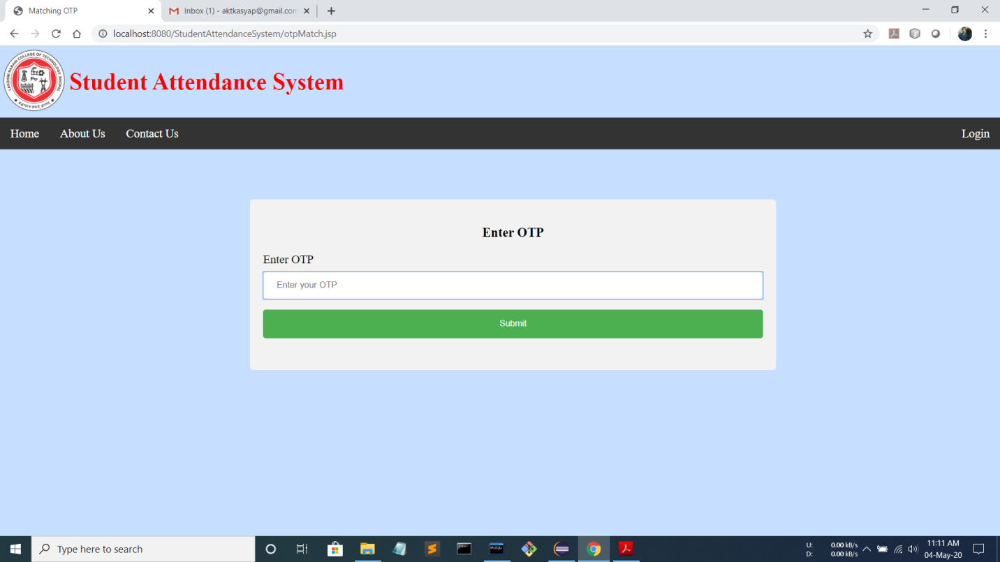 Matching OTP
Inbox (1) - aktkasyap@gmail.com
localhost:8080/StudentAttendanceSystem/otpMatch.jsp
LAKSHMI NARAIN COLLEGE OF TECHNOLOGY BHOPAL
Student Attendance System
Home About Us Contact Us Login
Enter OTP
Enter OTP
Enter your OTP
Submit
Type here to search
U: 0.00 kB/s
D: 0.00 kB/s
11:11 AM
04-May-20